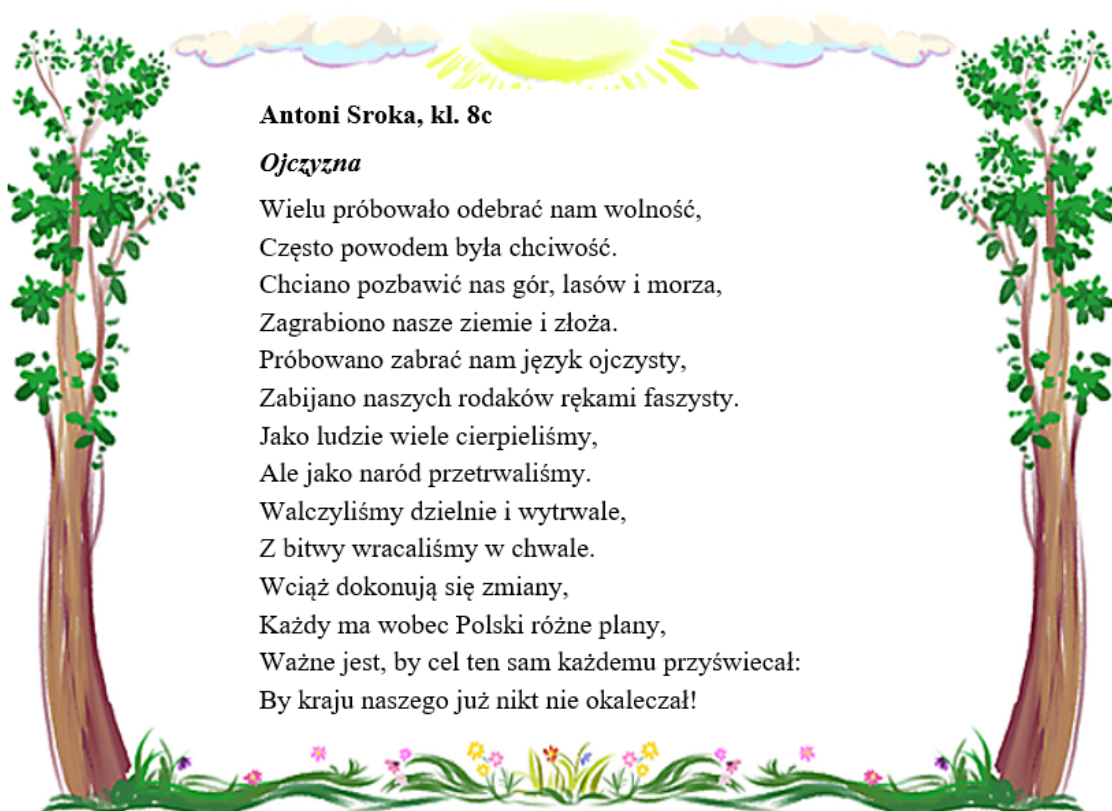 Antoni Sroka, kl. 8c
Ojczyzna
Wielu próbowało odebrać nam wolność,
Często powodem była chciwość.
Chciano pozbawić nas gór, lasów i morza,
Zagrabiono nasze ziemie i złoża.
Próbowano zabrać nam język ojczysty,
Zabijano naszych rodaków rękami faszysty.
Jako ludzie wiele cierpieliśmy,
Ale jako naród przetrwaliśmy.
Walczyliśmy dzielnie i wytrwale,
Z bitwy wracaliśmy w chwale.
Wciąż dokonują się zmiany,
Każdy ma wobec Polski różne plany,
Ważne jest, by cel ten sam każdemu przyświecał:
By kraju naszego już nikt nie okaleczał!